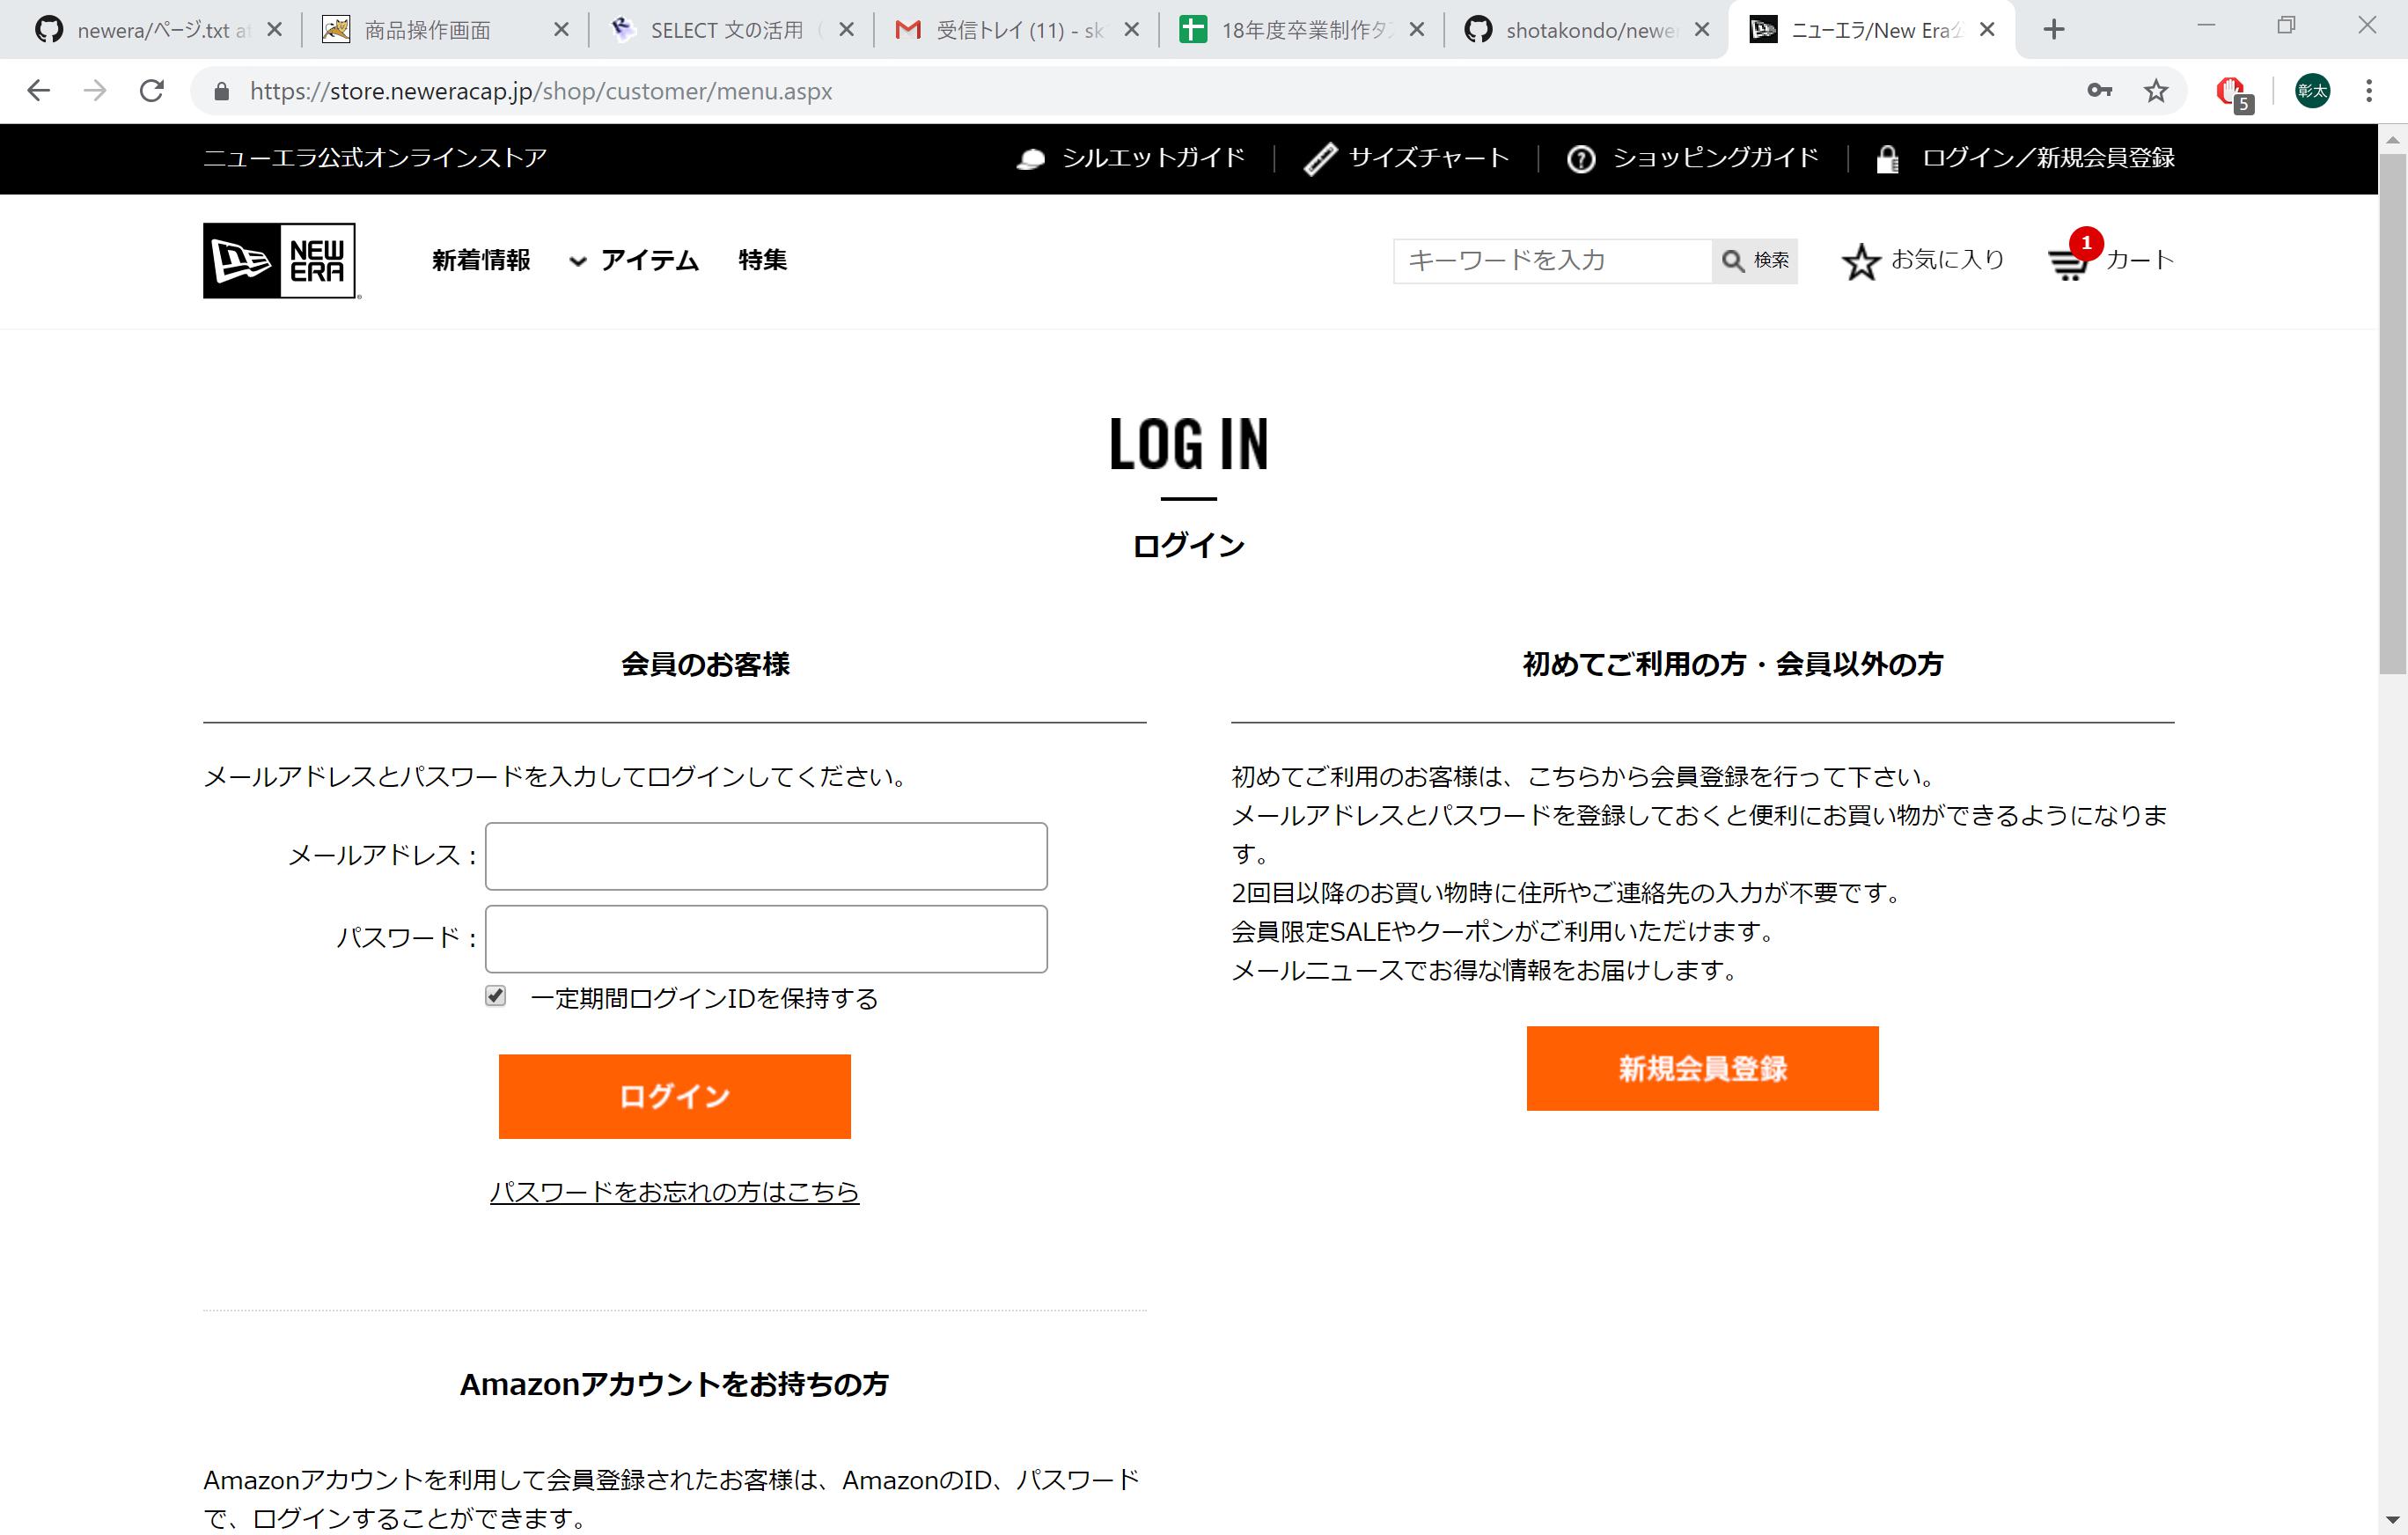 newera/ページ.txt a
商品操作画面
SELECT 文の活用
受信トレイ (11) - sk
18年度卒業制作タ
shotakondo/newe
ニューエラ/New Era公
https://store.neweracap.jp/shop/customer/menu.aspx
5
彰太
ニューエラ公式オンラインストア
シルエットガイド
サイズチャート
ショッピングガイド
ログイン／新規会員登録
NEW ERA
新着情報
アイテム
特集
キーワードを入力
検索
お気に入り
1
カート
LOG IN
ログイン
会員のお客様
メールアドレスとパスワードを入力してログインしてください。
メールアドレス :
パスワード :
一定期間ログインIDを保持する
ログイン
パスワードをお忘れの方はこちら
初めてご利用の方・会員以外の方
初めてご利用のお客様は、こちらから会員登録を行って下さい。
メールアドレスとパスワードを登録しておくと便利にお買い物ができるようになりま
す。
2回目以降のお買い物時に住所やご連絡先の入力が不要です。
会員限定SALEやクーポンがご利用いただけます。
メールニュースでお得な情報をお届けします。
新規会員登録
Amazonアカウントをお持ちの方
Amazonアカウントを利用して会員登録されたお客様は、AmazonのID、パスワード
で、ログインすることができます。